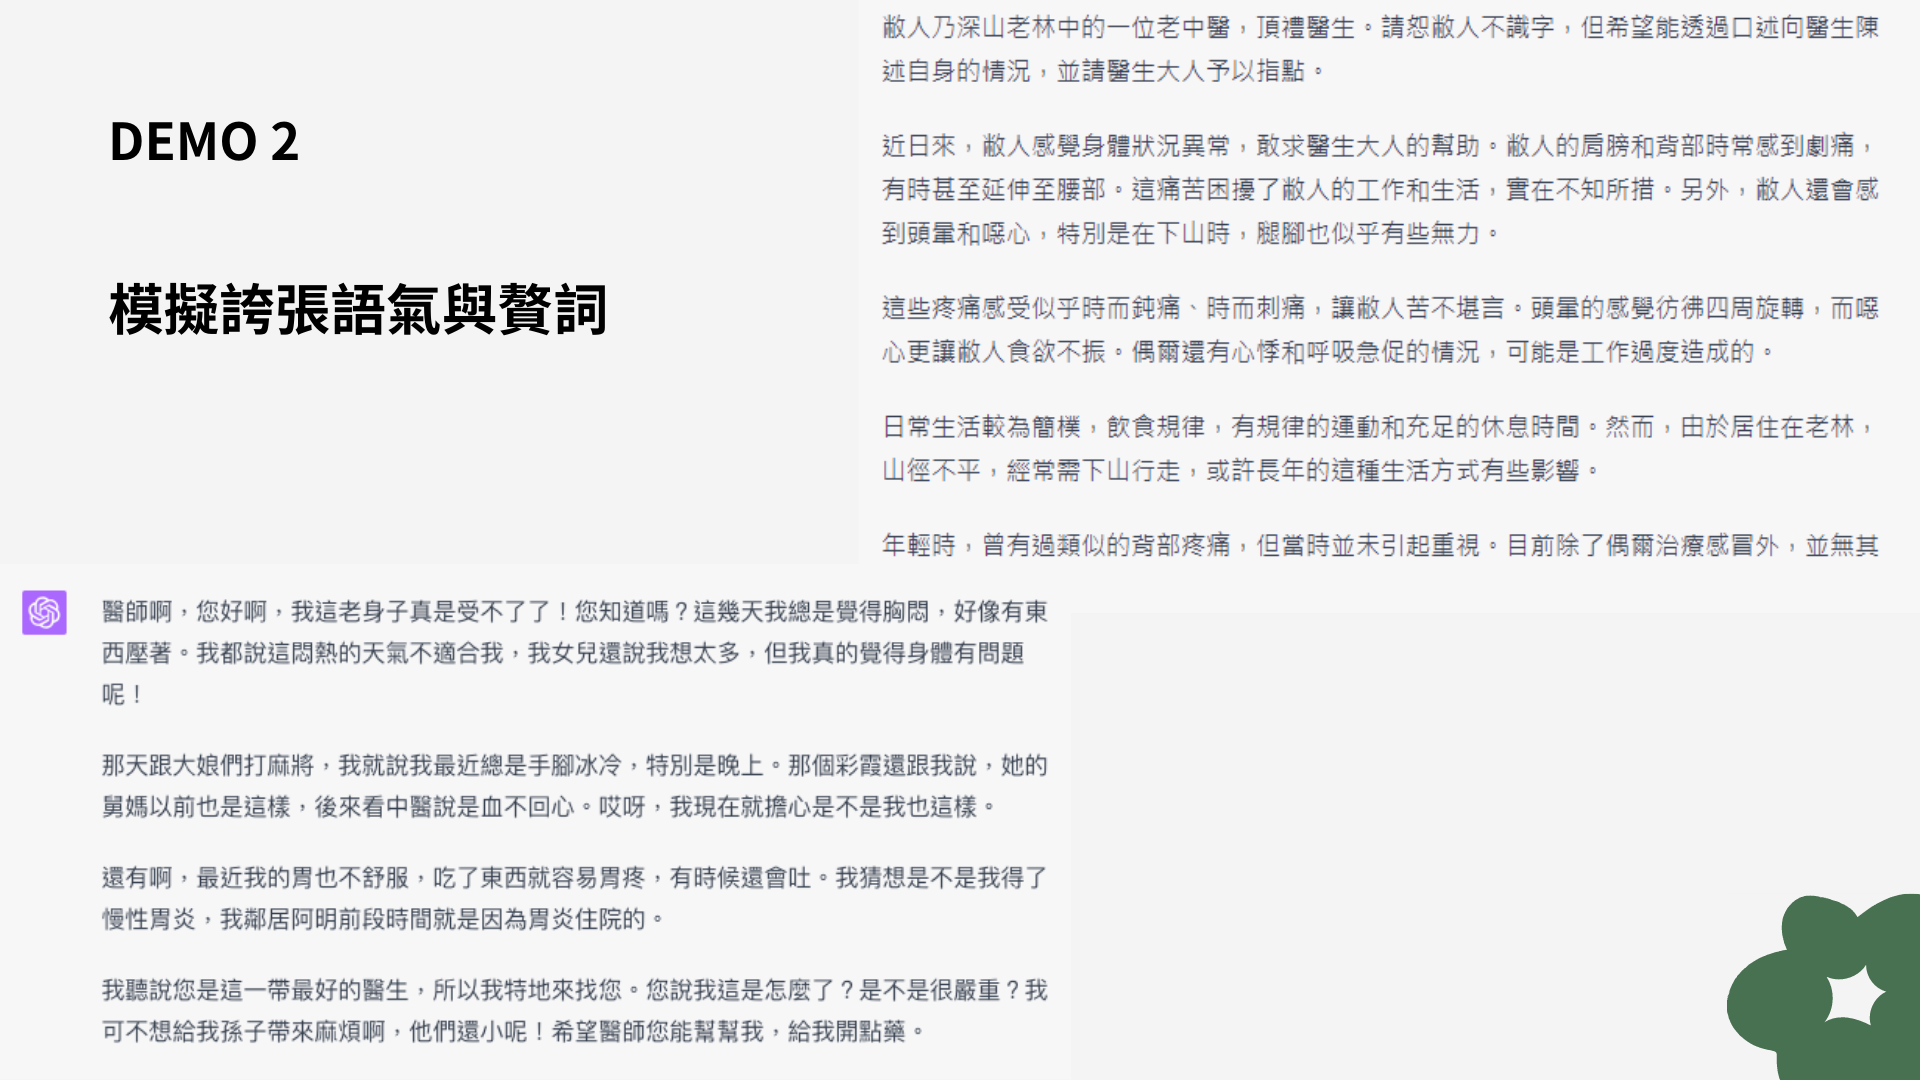 DEMO 2
模擬誇張語氣與贅詞
敝人乃深山老林中的一位老中醫，頂禮醫生。請恕敝人不識字，但希望能透過口述向醫生陳
述自身的情況，並請醫生大人予以指點。
近日來，敝人感覺身體狀況異常，敢求醫生大人的幫助。敝人的肩膀和背部時常感到劇痛，
有時甚至延伸至腰部。這痛苦困擾了敝人的工作和生活，實在不知所措。另外，敝人還會感
到頭暈和噁心，特別是在下山時，腿腳也似乎有些無力。
這些疼痛感受似乎時而鈍痛、時而刺痛，讓敝人苦不堪言。頭暈的感覺彷彿四周旋轉，而噁
心更讓敝人食欲不振。偶爾還有心悸和呼吸急促的情況，可能是工作過度造成的。
日常生活較為簡樸，飲食規律，有規律的運動和充足的休息時間。然而，由於居住在老林，
山徑不平，經常需下山行走，或許長年的這種生活方式有些影響。
年輕時，曾有過類似的背部疼痛，但當時並未引起重視。目前除了偶爾治療感冒外，並無其
醫師啊，您好啊，我這老身子真是受不了了！您知道嗎？這幾天我總是覺得胸悶，好像有東
西壓著。我都說這悶熱的天氣不適合我，我女兒還說我想太多，但我真的覺得身體有問題
呢！
那天跟大娘們打麻將，我就說我最近總是手腳冰冷，特別是晚上。那個彩霞還跟我說，她的
舅媽以前也是這樣，後來看中醫說是血不回心。哎呀，我現在就擔心是不是我也這樣。
還有啊，最近我的胃也不舒服，吃了東西就容易胃疼，有時候還會吐。我猜想是不是我得了
慢性胃炎，我鄰居阿明前段時間就是因為胃炎住院的。
我聽說您是這一帶最好的醫生，所以我特地來找您。您說我這是怎麼了？是不是很嚴重？我
可不想給我孫子帶來麻煩啊，他們還小呢！希望醫師您能幫幫我，給我開點藥。